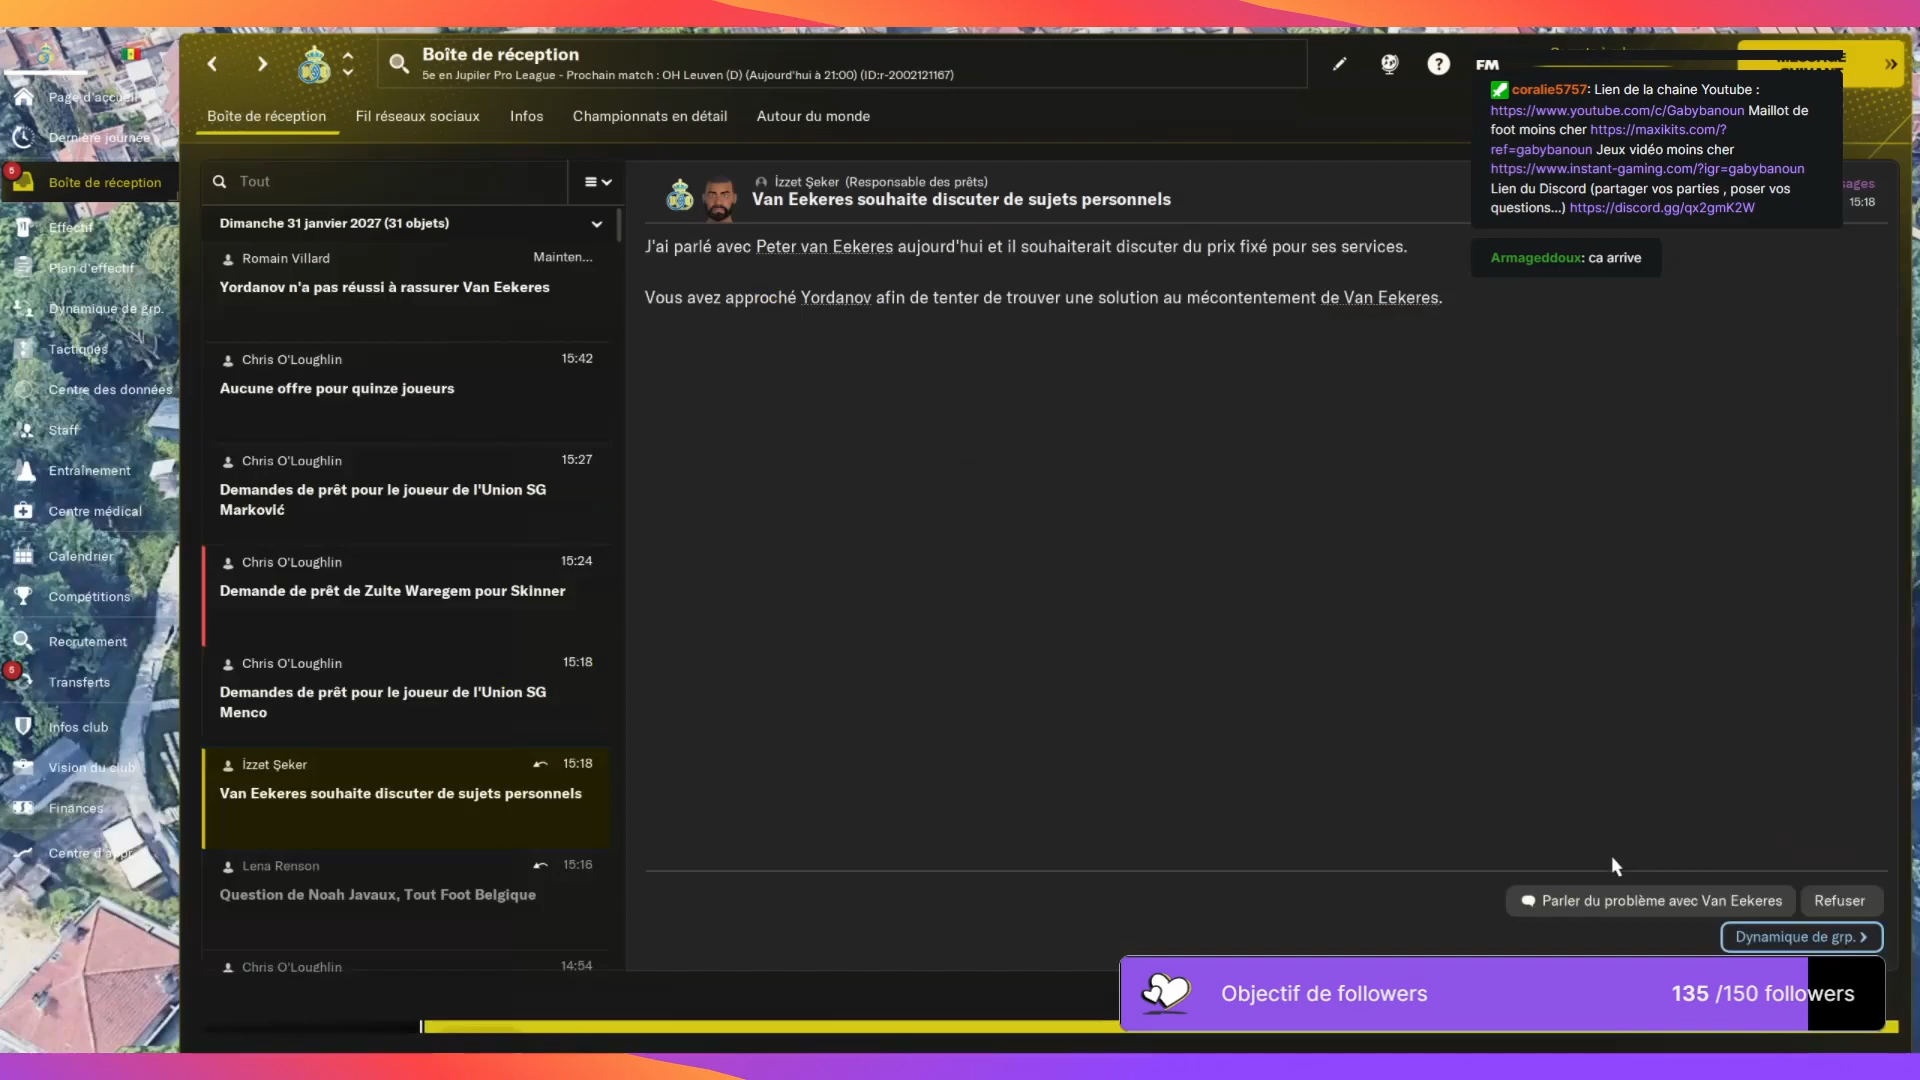 Boîte de réception
5e en Jupiler Pro League - Prochain match : OH Leuven (D) (Aujourd'hui à 21:00) (ID:r-2002121167)
FM
Boîte de réception
Fil réseaux sociaux
Infos
Championnats en détail
Autour du monde
coralie5757: Lien de la chaine Youtube :
https://www.youtube.com/c/Gabybanoun Maillot de
foot moins cher https://maxikits.com/?
ref=gabybanoun Jeux vidéo moins cher
https://www.instant-gaming.com/?igr=gabybanoun
Lien du Discord (partager vos parties , poser vos
questions...) https://discord.gg/qx2gmK2W
Armageddoux: ca arrive
Page d'accueil
Dernière journée
5
Boîte de réception
Effectif
Plan d'effectif
Dynamique de grp.
Tactiques
Centre des données
Staff
Entraînement
Centre médical
Calendrier
Compétitions
Recrutement
5
Transferts
Infos club
Vision du club
Finances
Centre d'app
Tout
Dimanche 31 janvier 2027 (31 objets)
Romain Villard
Mainten...
Yordanov n'a pas réussi à rassurer Van Eekeres
Chris O'Loughlin
15:42
Aucune offre pour quinze joueurs
Chris O'Loughlin
15:27
Demandes de prêt pour le joueur de l'Union SG
Marković
Chris O'Loughlin
15:24
Demande de prêt de Zulte Waregem pour Skinner
Chris O'Loughlin
15:18
Demandes de prêt pour le joueur de l'Union SG
Menco
İzzet Şeker
15:18
Van Eekeres souhaite discuter de sujets personnels
Lena Renson
15:16
Question de Noah Javaux, Tout Foot Belgique
Chris O'Loughlin
14:54
İzzet Şeker (Responsable des prêts)
Van Eekeres souhaite discuter de sujets personnels
15:18
J'ai parlé avec Peter van Eekeres aujourd'hui et il souhaiterait discuter du prix fixé pour ses services.
Vous avez approché Yordanov afin de tenter de trouver une solution au mécontentement de Van Eekeres.
Parler du problème avec Van Eekeres
Refuser
Dynamique de grp.
Objectif de followers
135 /150 followers